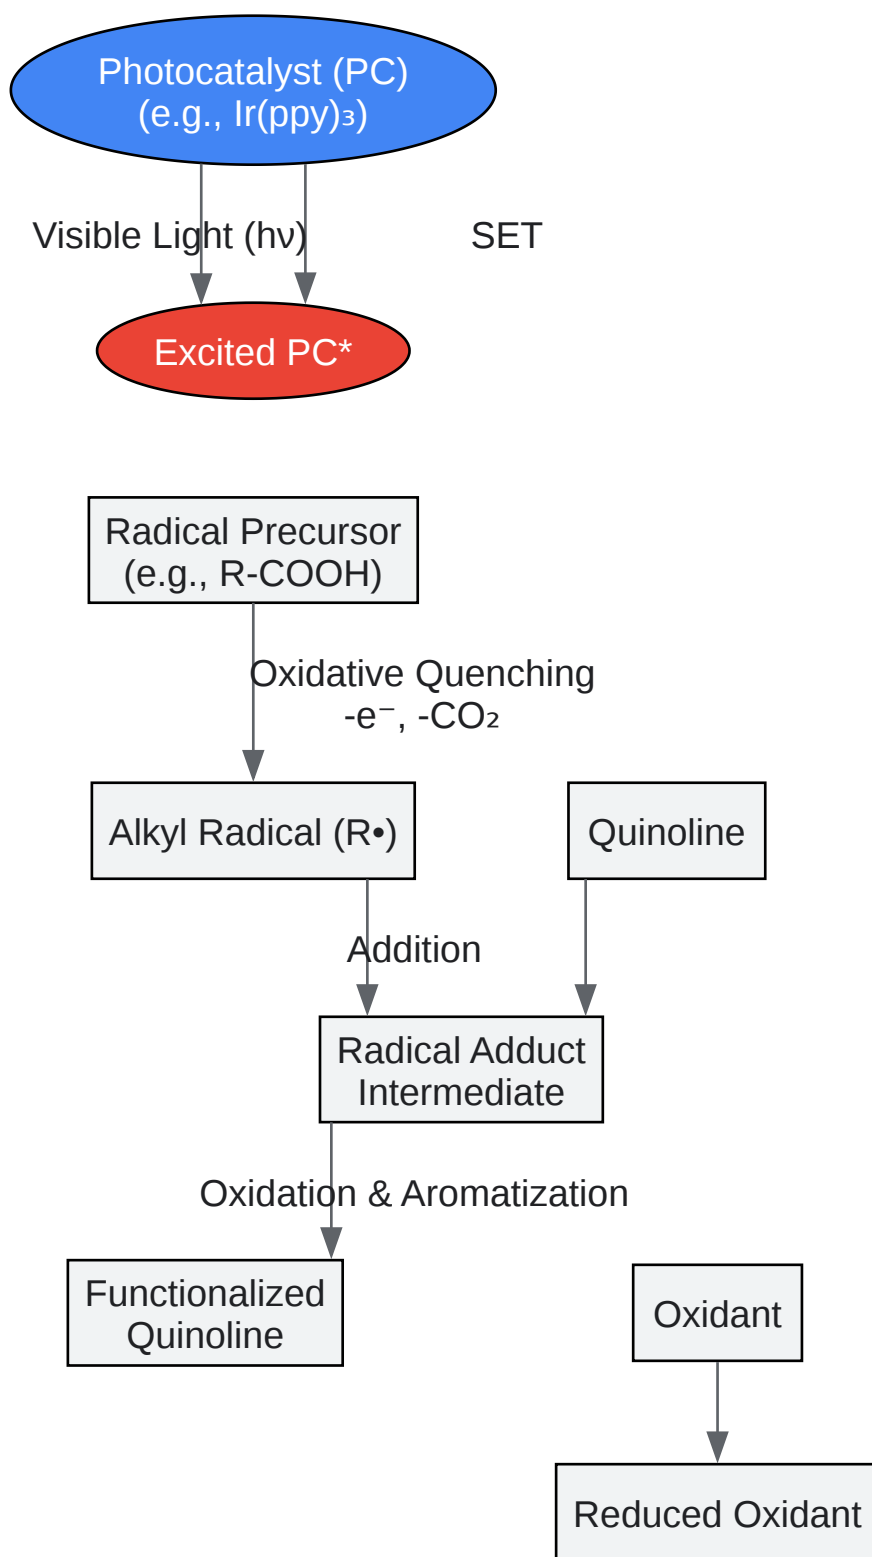 Photocatalyst (PC)
(e.g., Ir(ppy)₃)
Visible Light (hν)
SET
Excited PC*
Radical Precursor
(e.g., R-COOH)
Oxidative Quenching
-e⁻, -CO₂
Alkyl Radical (R•)
Quinoline
Addition
Radical Adduct
Intermediate
Oxidation & Aromatization
Functionalized
Quinoline
Oxidant
Reduced Oxidant